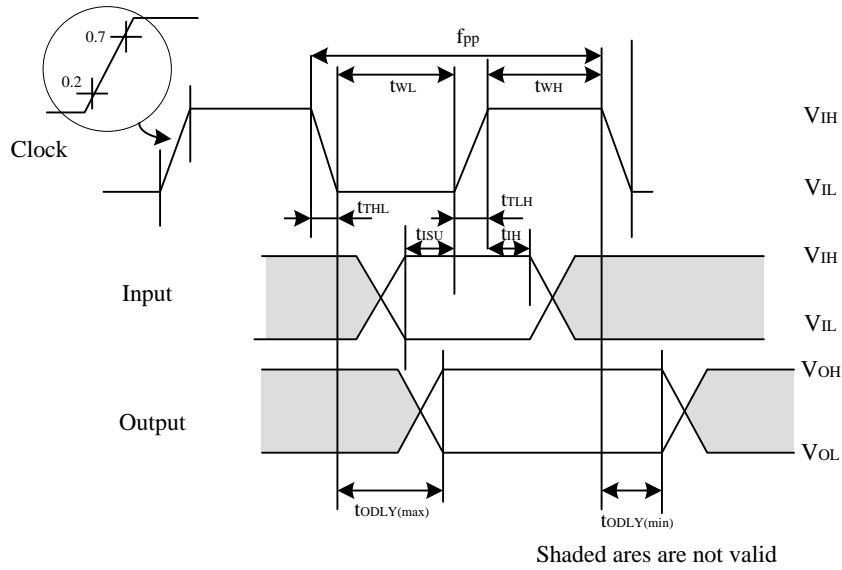 0.7
0.2
Clock
fpp
tWL
tWH
VIH
VIL
tTHL
tTLH
tISU
tIH
Input
VIH
VIL
Output
VOH
VOL
tODLY(max)
tODLY(min)
Shaded ares are not valid